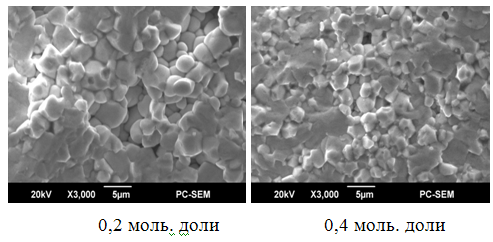 20kV X3,000 5µm PC-SEM
20kV X3,000 5µm PC-SEM
0,2 моль. доли
0,4 моль. доли